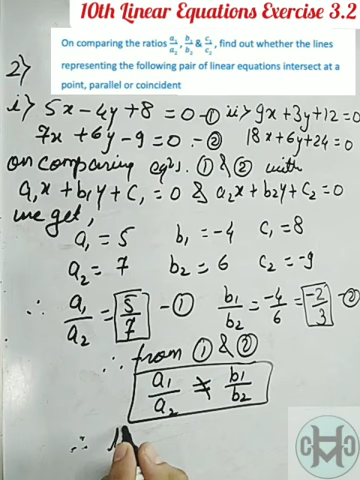 10th Linear Equations Exercise 3.2
On comparing the ratios a₁/a₂, b₁/b₂ & c₁/c₂, find out whether the lines
representing the following pair of linear equations intersect at a
point, parallel or coincident
2)
i) 5x - 4y + 8 = 0 - ① ii) 9x + 3y + 12 = 0
7x + 6y - 9 = 0 - ② 18x + 6y + 24 = 0
on comparing eqs. ① & ② with
a₁x + b₁y + c₁ = 0 & a₂x + b₂y + c₂ = 0
we get,
a₁ = 5 b₁ = -4 c₁ = 8
a₂ = 7 b₂ = 6 c₂ = -9
∴ a₁/a₂ = 5/7 - ① b₁/b₂ = -4/6 = -2/3 - ②
∴ from ① & ②
a₁/a₂ ≠ b₁/b₂
∴